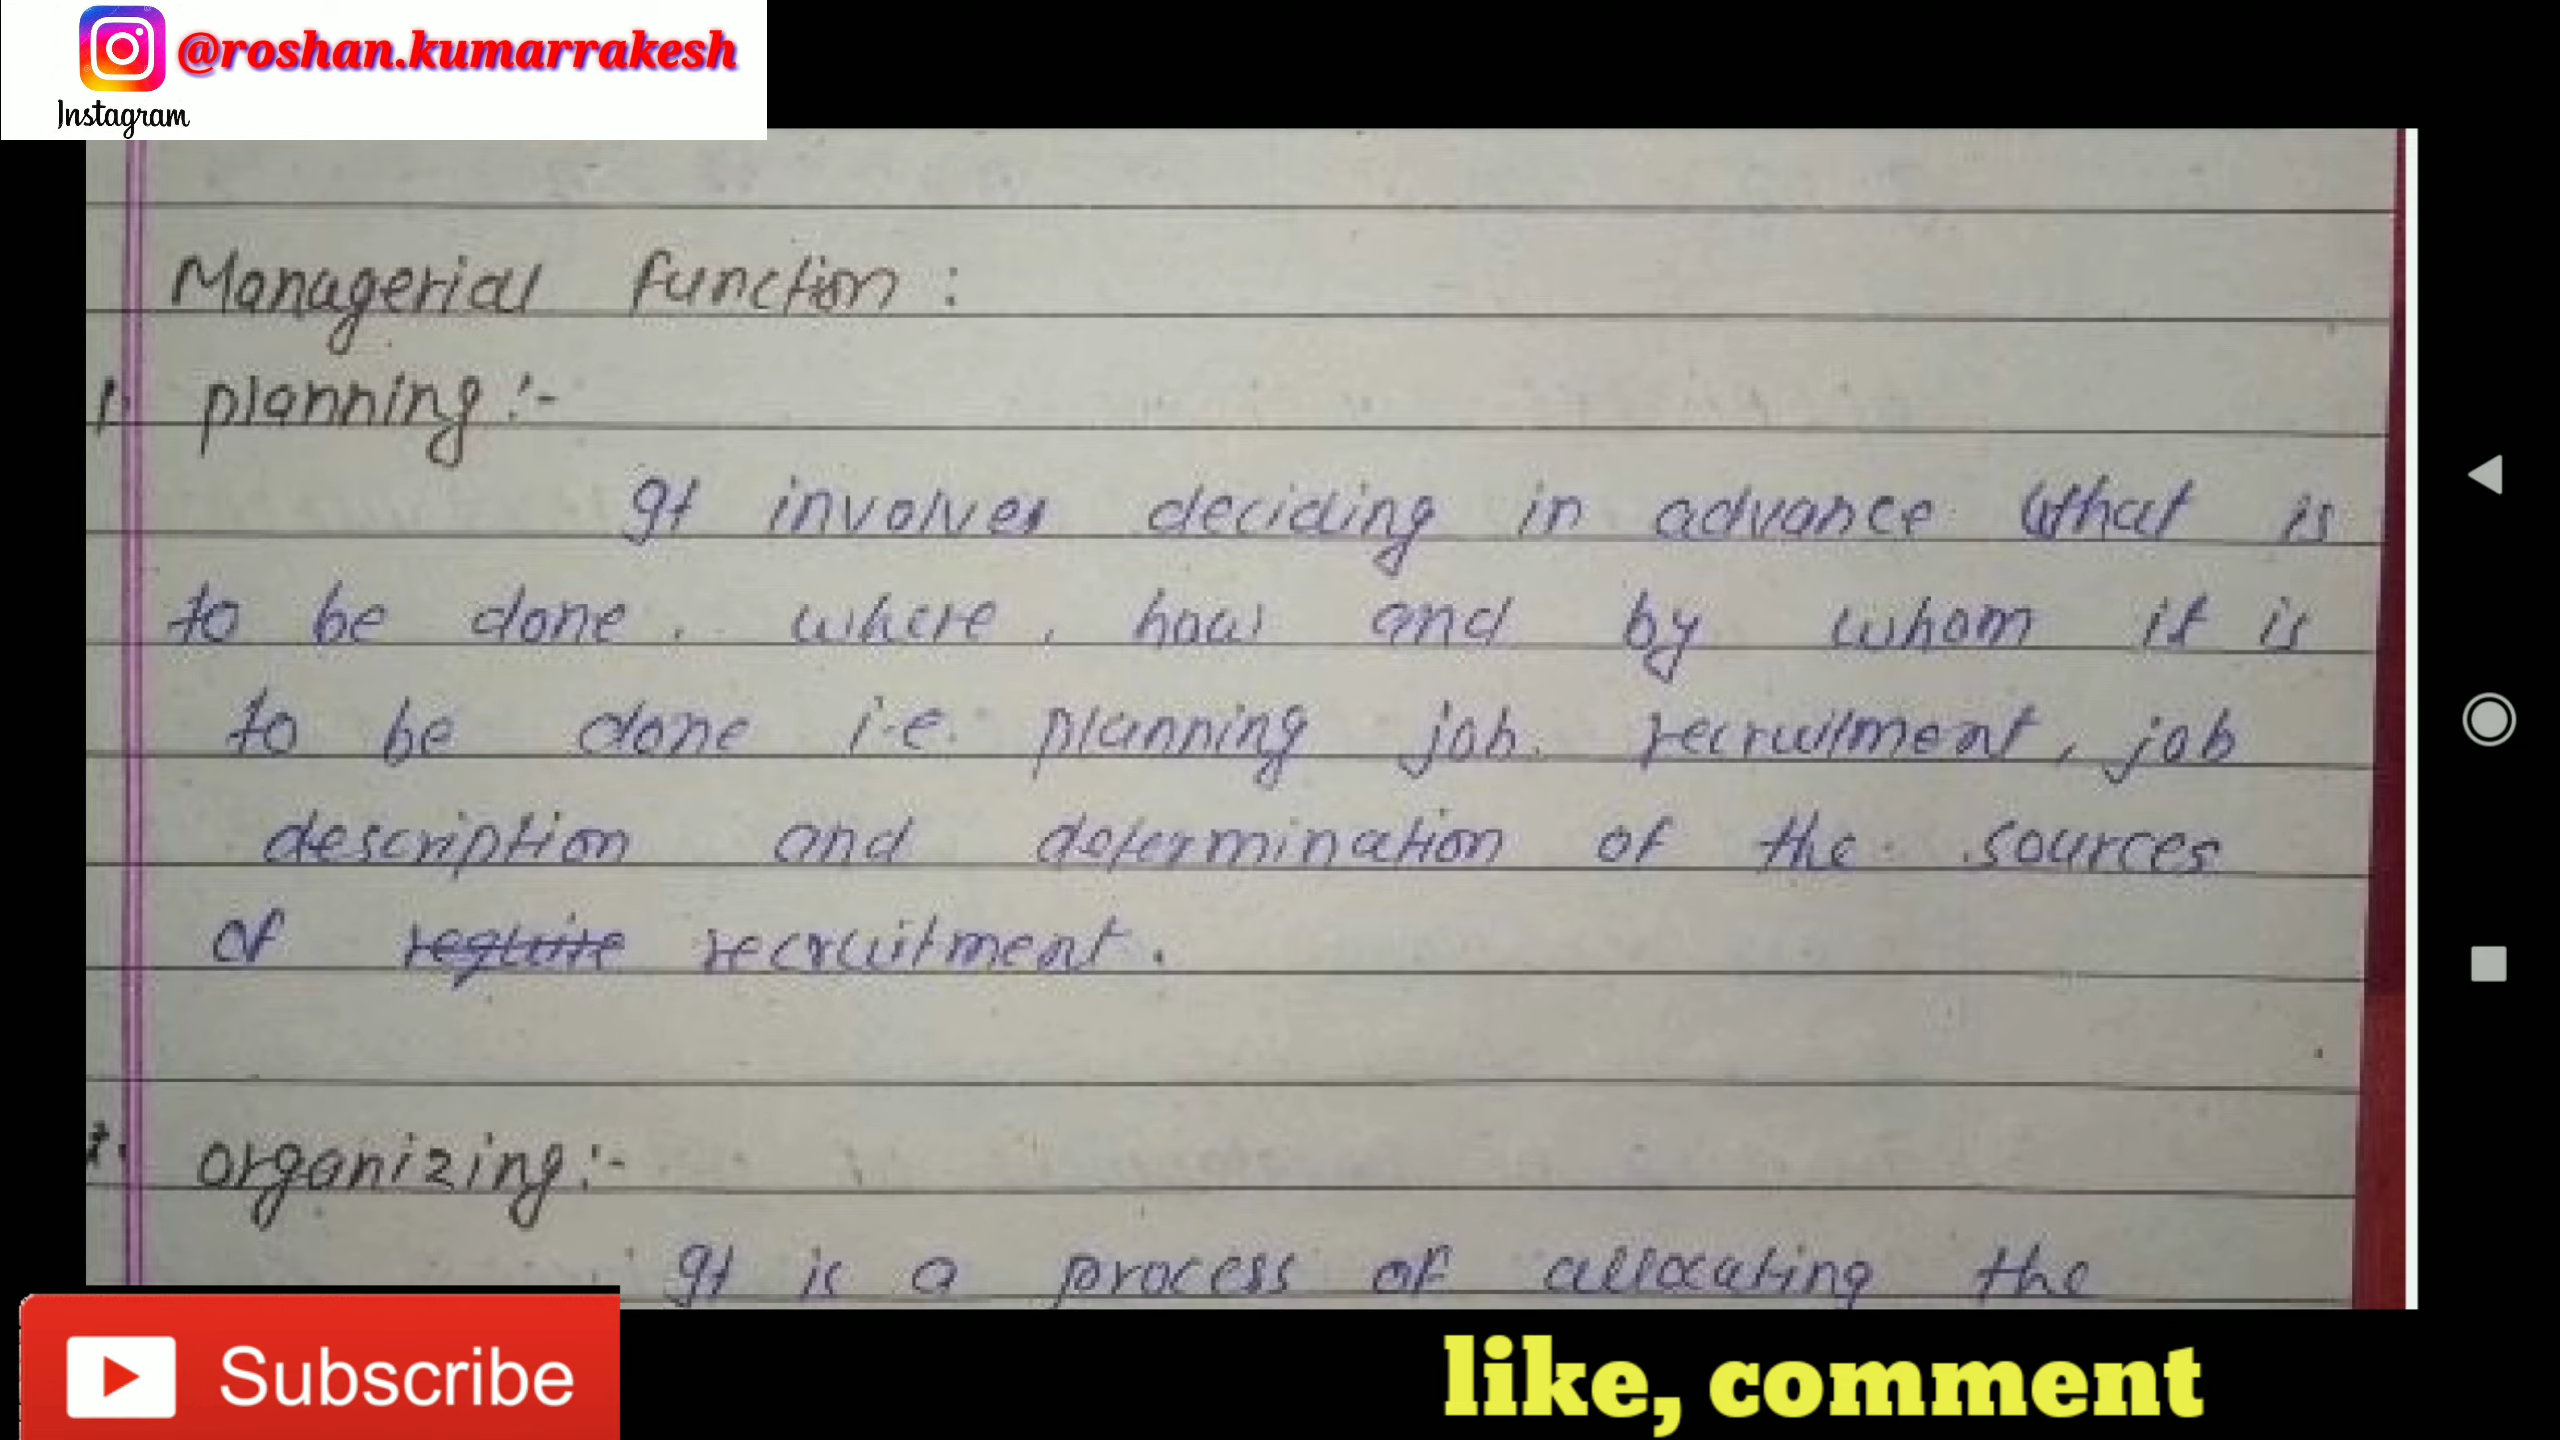 @roshan.kumarrakesh
Instagram
Managerial function :
1. planning :-
It involves deciding in advance what is
to be done. where, how and by whom it is
to be done i.e. planning job. recruitment, job
description and determination of the sources
of require recruitment.
2. organizing :-
It is a process of allocating the
Subscribe
like, comment